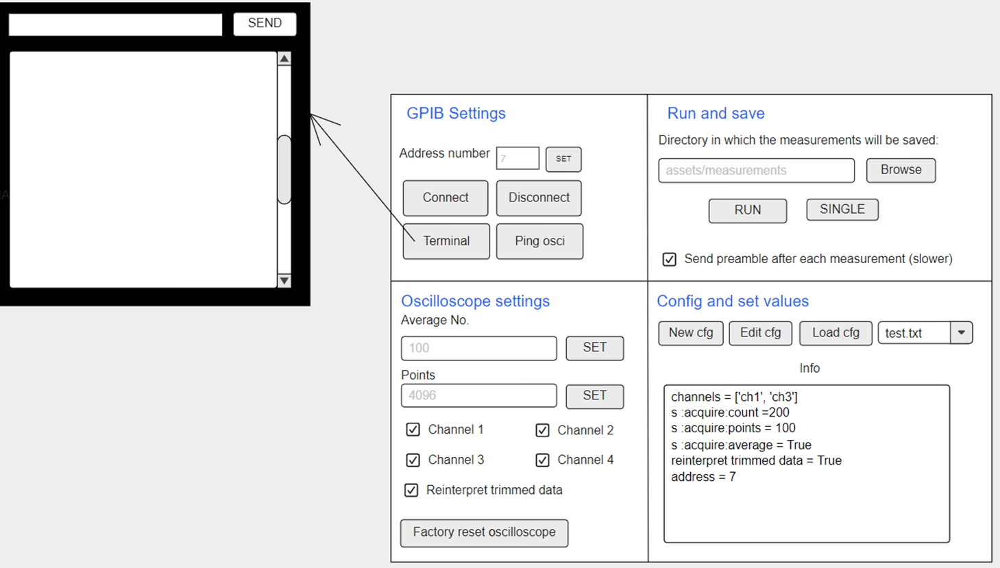 SEND
GPIB Settings
Address number 7 SET
Connect Disconnect
Terminal Ping osci
Run and save
Directory in which the measurements will be saved:
assets/measurements Browse
RUN SINGLE
Send preamble after each measurement (slower)
Oscilloscope settings
Average No.
100 SET
Points
4096 SET
Channel 1 Channel 2
Channel 3 Channel 4
Reinterpret trimmed data
Factory reset oscilloscope
Config and set values
New cfg Edit cfg Load cfg test.txt
Info
channels = ['ch1', 'ch3']
s :acquire:count =200
s :acquire:points = 100
s :acquire:average = True
reinterpret trimmed data = True
address = 7